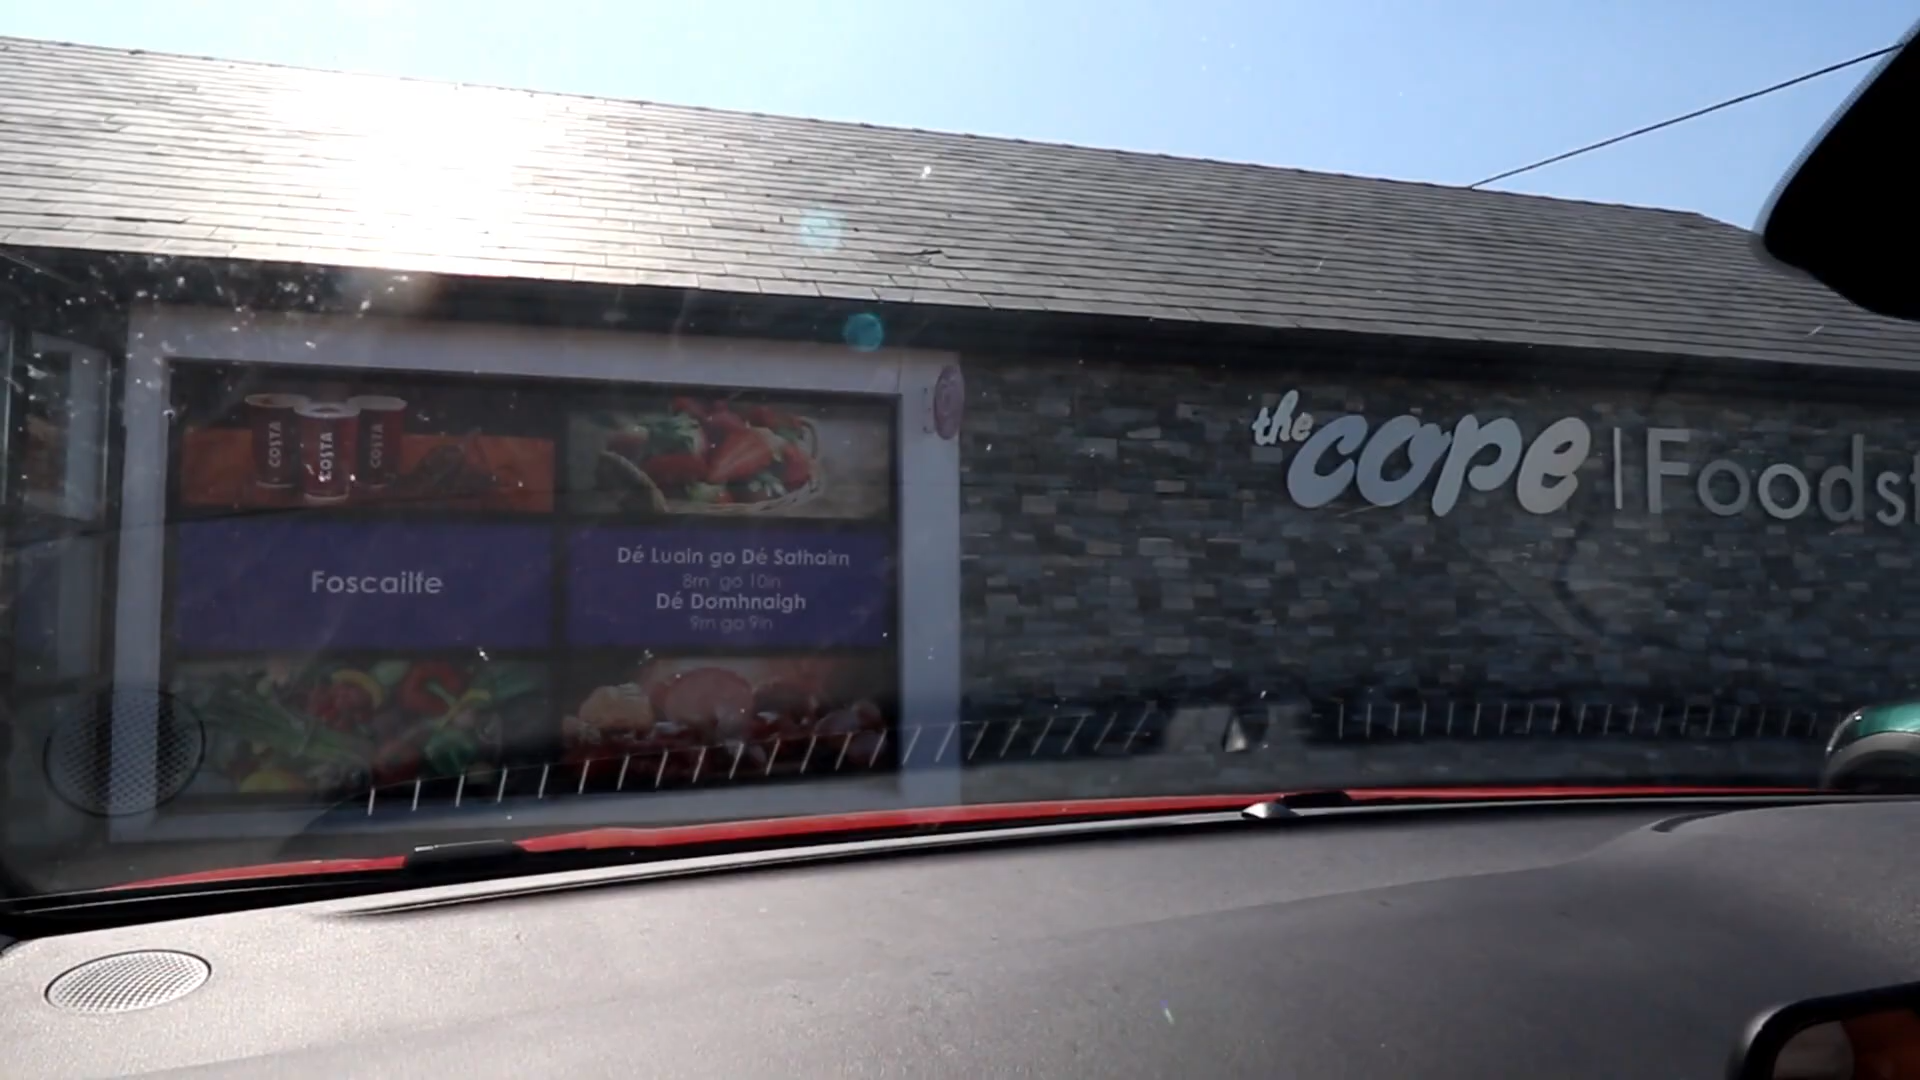 COSTA
COSTA
COSTA
Foscailte
Dé Luain go Dé Sathairn
8rn go 10in
Dé Domhnaigh
9rn go 9in
the cope | Foodst